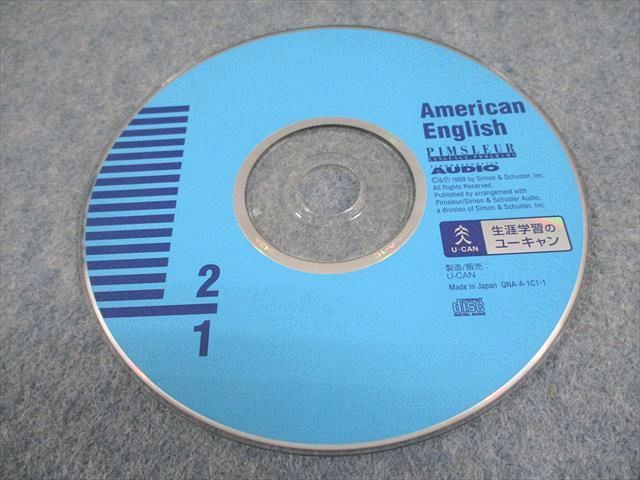 American
English
PIMSLEUR
LANGUAGE PROGRAMS
AUDIO
©&℗ 1999 by Simon & Schuster, Inc.
All Rights Reserved.
Published by arrangement with
Pimsleur/Simon & Schuster Audio,
a division of Simon & Schuster, Inc.
U-CAN
生涯学習の
ユーキャン
製造/販売:
U-CAN
Made in Japan QNA-A-1C1-1
COMPACT
disc
DIGITAL AUDIO
2
1